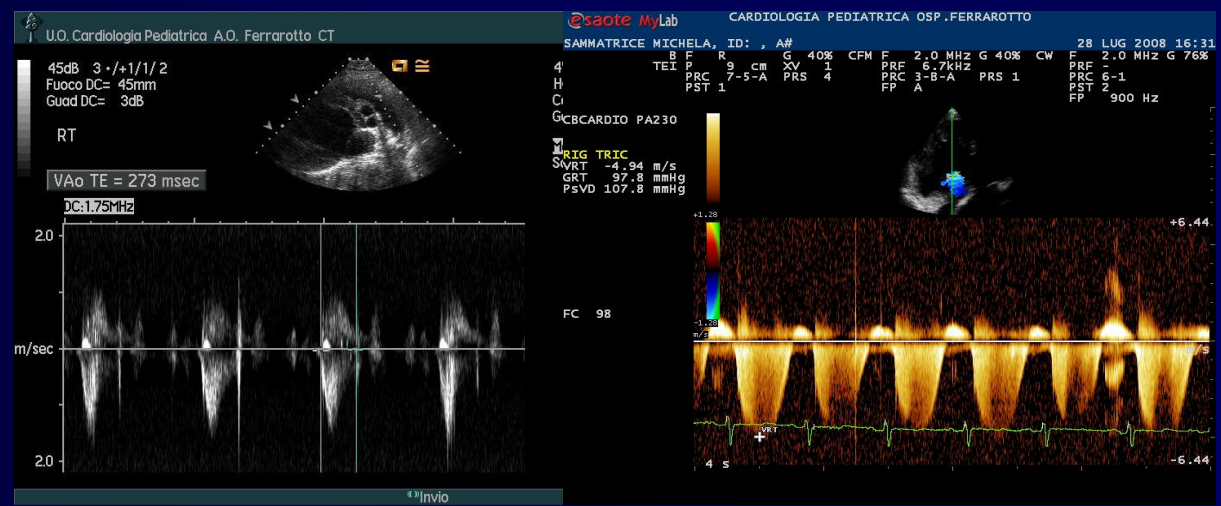 U.O. Cardiologia Pediatrica A.O. Ferrarotto CT
45dB 3 •/+1/1/ 2
Fuoco DC= 45mm
Guad DC= 3dB
RT
VAo TE = 273 msec
DC:1.75MHz
2.0
m/sec
2.0
Invio
esaote MyLab
CARDIOLOGIA PEDIATRICA OSP.FERRAROTTO
SAMMATRICE MICHELA, ID: , A#
28 LUG 2008 16:31
B F R G 40% CFM F 2.0 MHz G 40% CW F 2.0 MHz G 76%
TEI P 9 cm XV 1 PRF 6.7kHz PRF -
PRC 7-5-A PRS 4 PRC 3-B-A PRS 1 PRC 6-1
PST 1 FP A PST 2
FP 900 Hz
CBCARDIO PA230
RIG TRIC
VRT -4.94 m/s
GRT 97.8 mmHg
PsVD 107.8 mmHg
FC 98
+1.28
-1.28
m/s
+6.44
m/s
VRT
4 s
-6.44